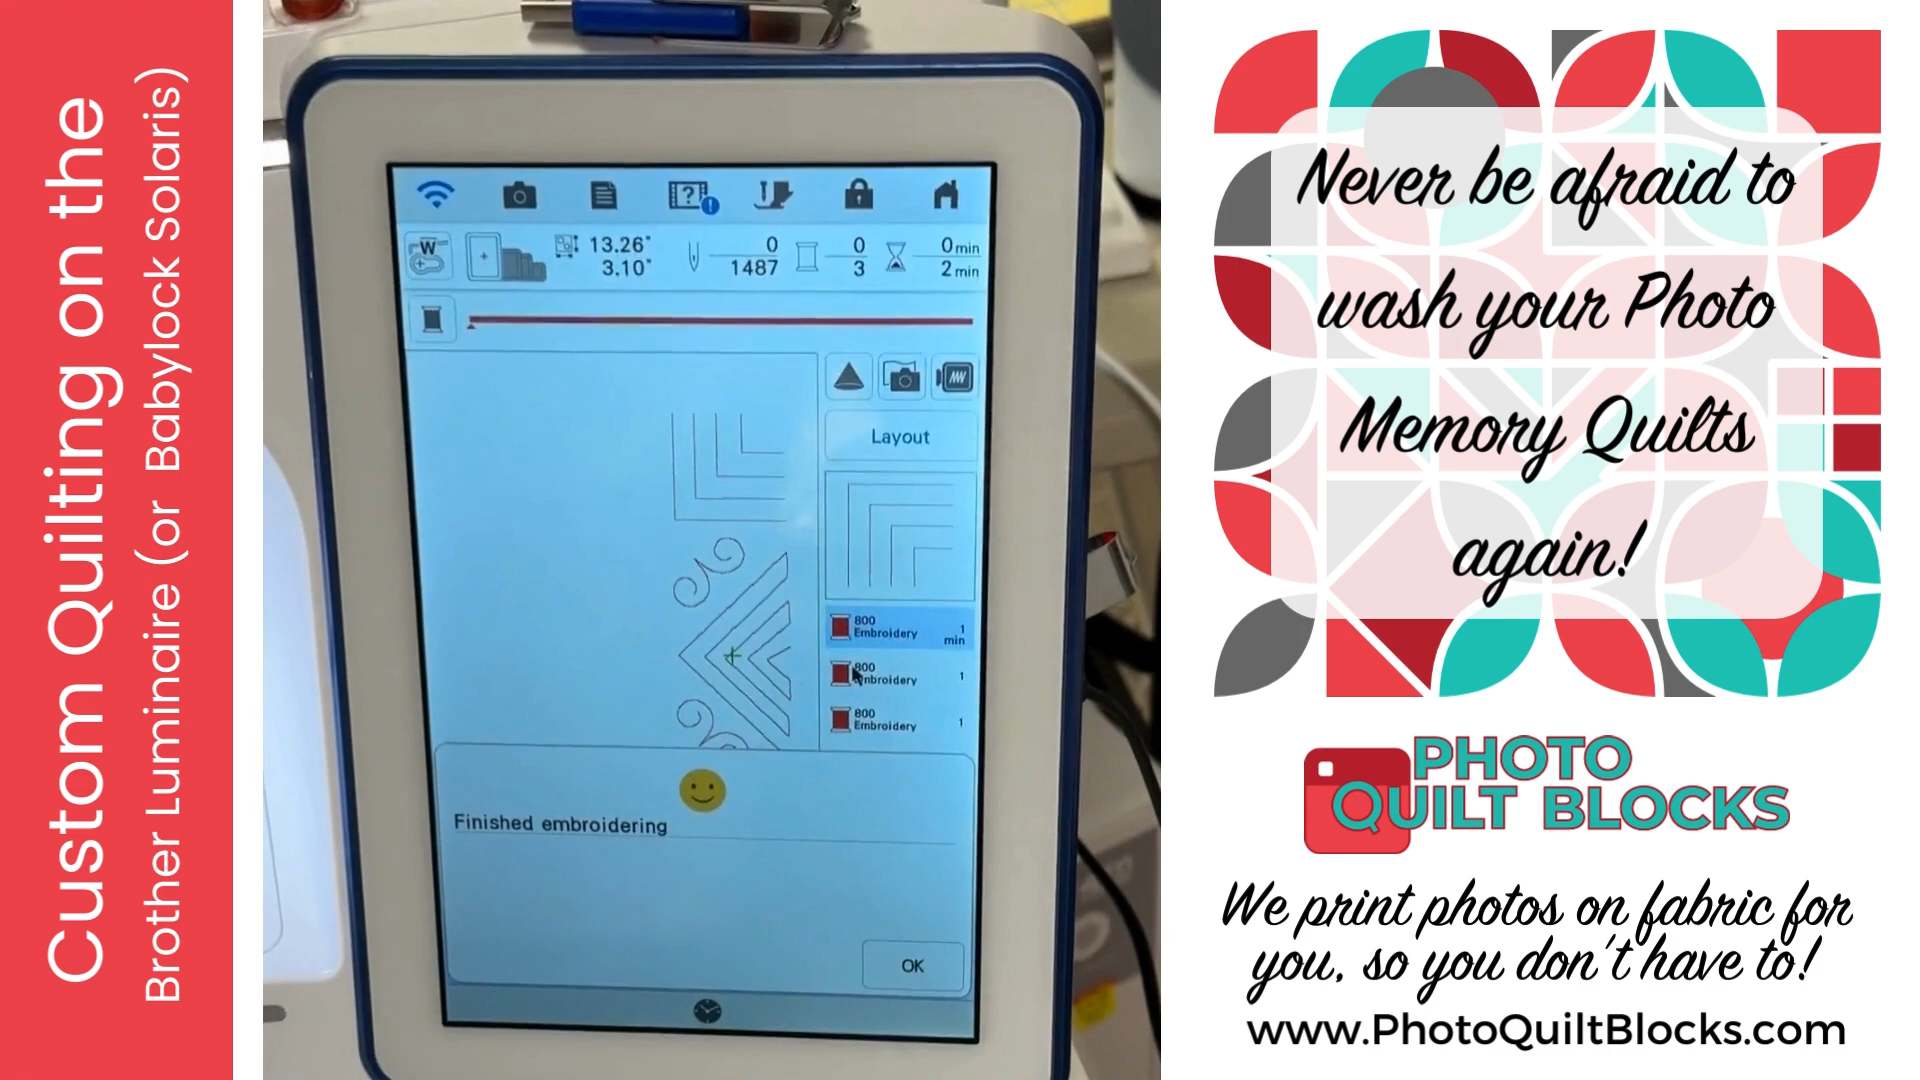 Custom Quilting on the
Brother Luminaire (or Babylock Solaris)
W
?
!
13.26"
3.10"
0
1487
0
3
0 min
2 min
Layout
800
Embroidery
1
min
800
Embroidery
1
800
Embroidery
1
Finished embroidering
OK
Never be afraid to
wash your Photo
Memory Quilts
again!
PHOTO
QUILT BLOCKS
We print photos on fabric for
you, so you don't have to!
www.PhotoQuiltBlocks.com